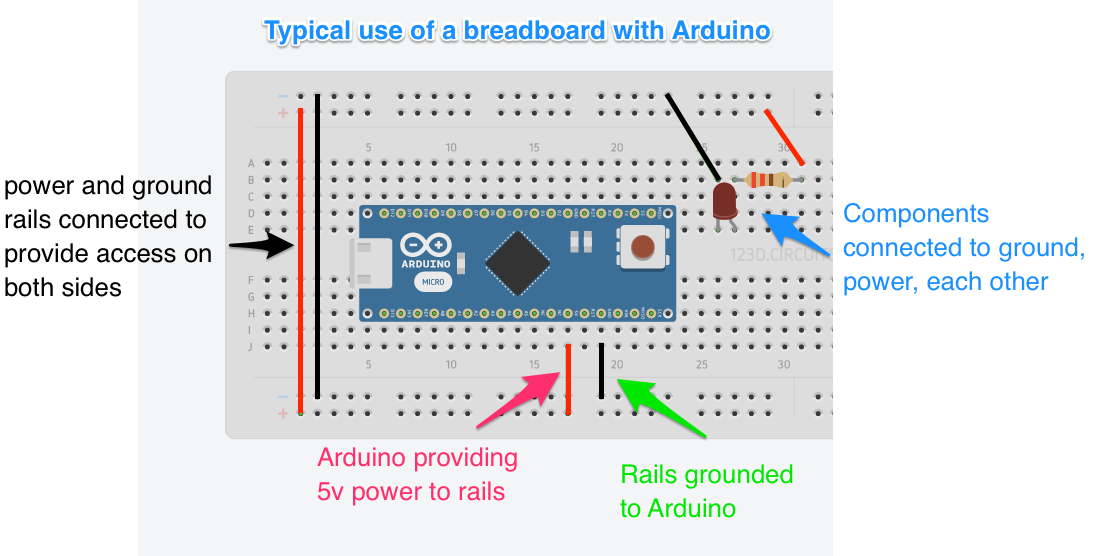 Typical use of a breadboard with Arduino
− −
+ +
5 10 15 20 25 30
A
B
C
D
E
power and ground
rails connected to
provide access on
both sides
Components
connected to ground,
power, each other
ARDUINO
MICRO
123D.CIRCU
F
G
H
I
J
5 10 15 20 25 30
−
+
Arduino providing
5v power to rails
Rails grounded
to Arduino